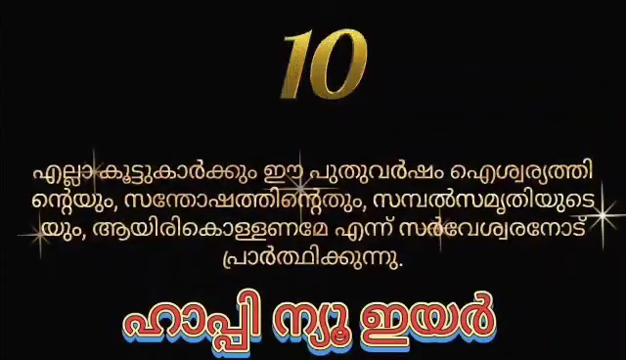 10
എല്ലാ കൂട്ടുകാർക്കും ഈ പുതുവർഷം ഐശ്വര്യത്തി
ന്റെയും, സന്തോഷത്തിന്റെതും, സമ്പൽസമൃതിയുടെ
യും, ആയിരികൊള്ളണമേ എന്ന് സർവേശ്വരനോട്
പ്രാർത്ഥിക്കുന്നു.
ഹാപ്പി ന്യൂ ഇയർ